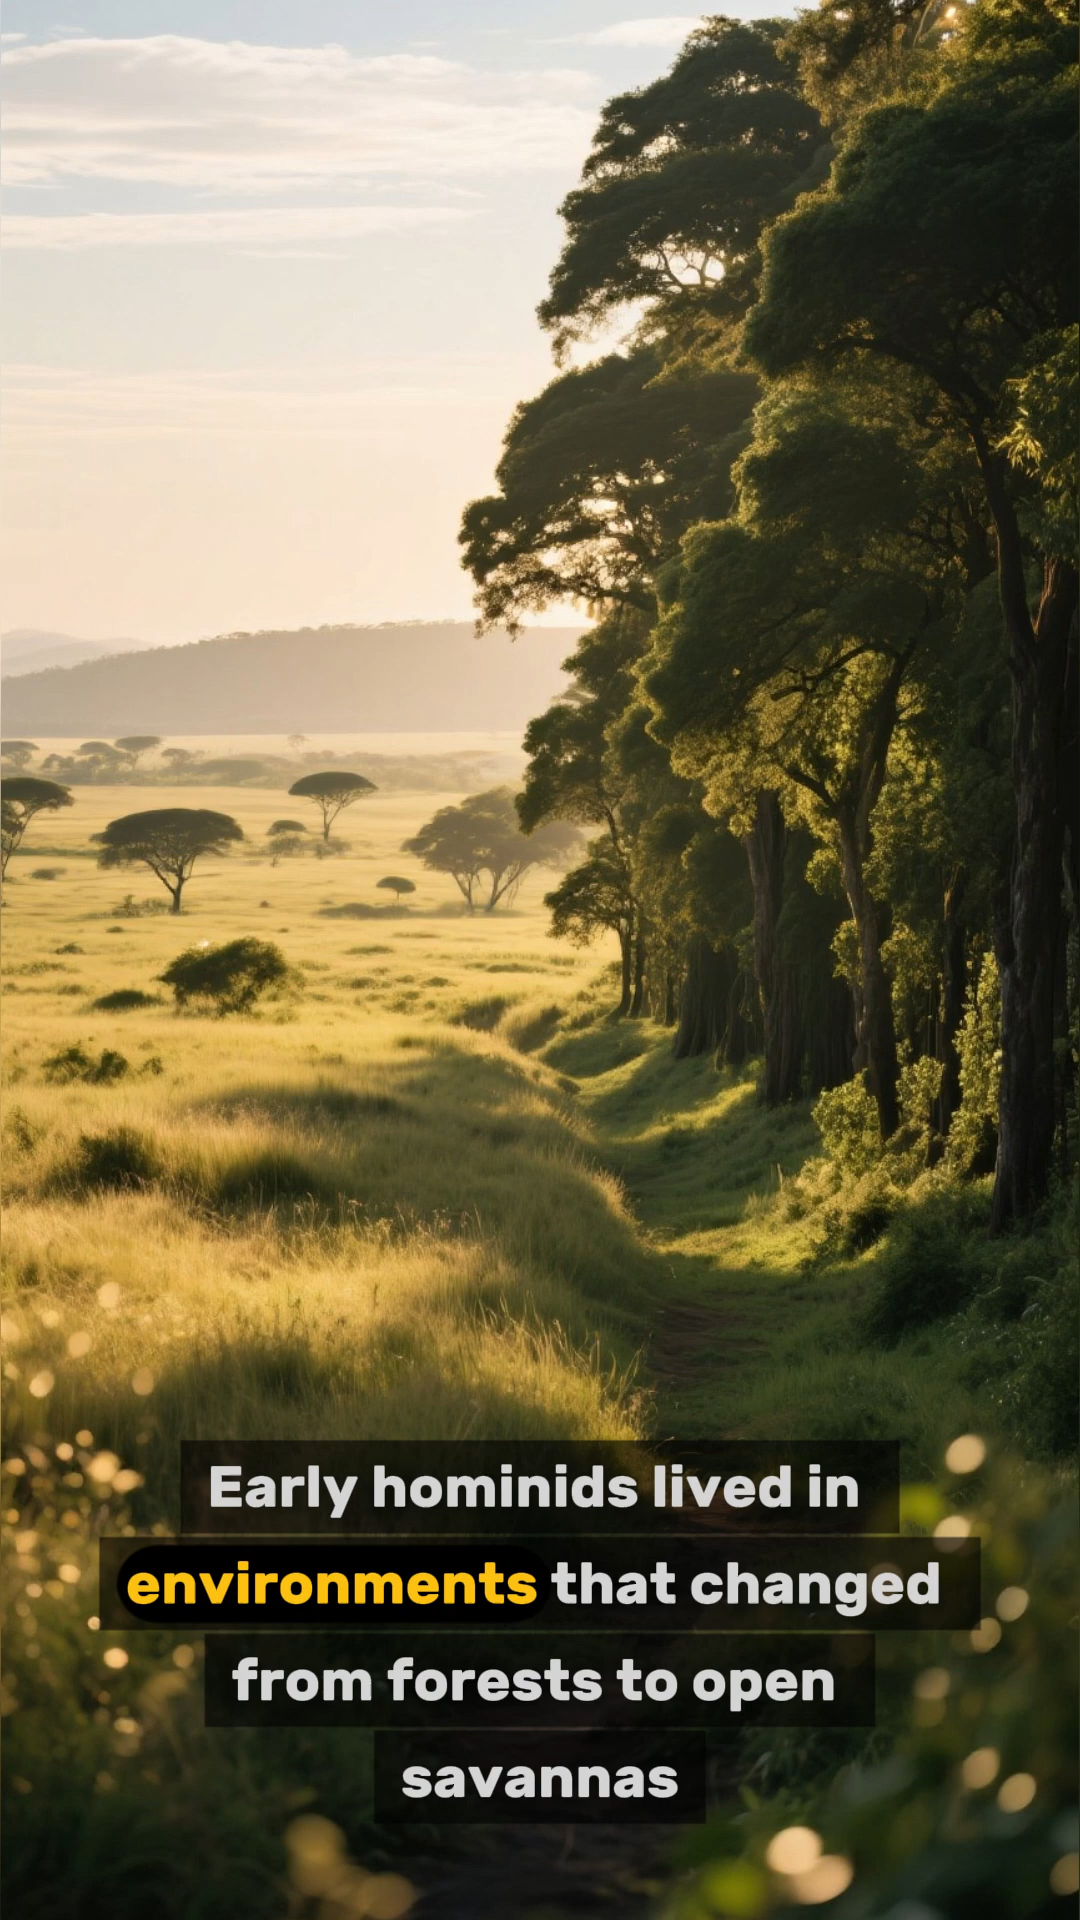 Early hominids lived in
environments that changed
from forests to open
savannas